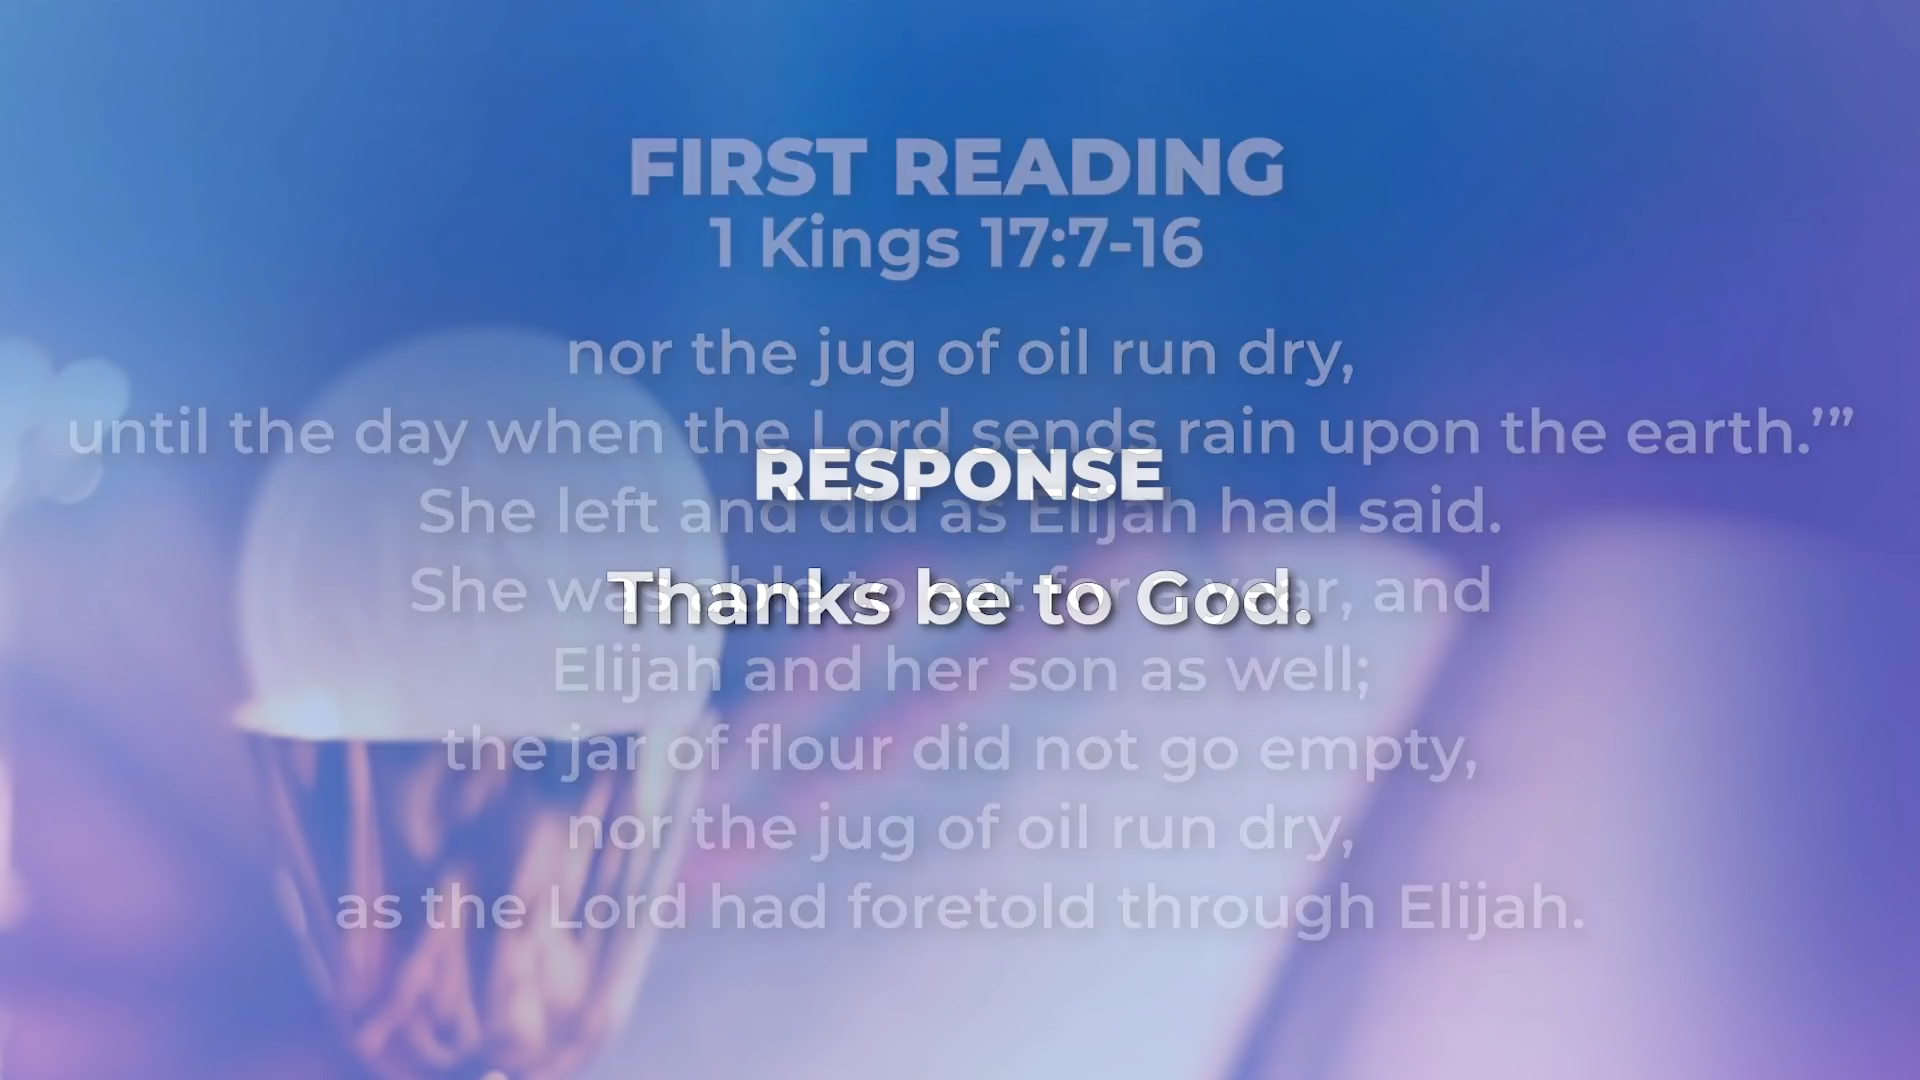 FIRST READING
1 Kings 17:7-16
nor the jug of oil run dry,
until the day when the Lord sends rain upon the earth.’”
RESPONSE
She left and did as Elijah had said.
Thanks be to God.
She was able to eat for a year, and
Elijah and her son as well;
the jar of flour did not go empty,
nor the jug of oil run dry,
as the Lord had foretold through Elijah.